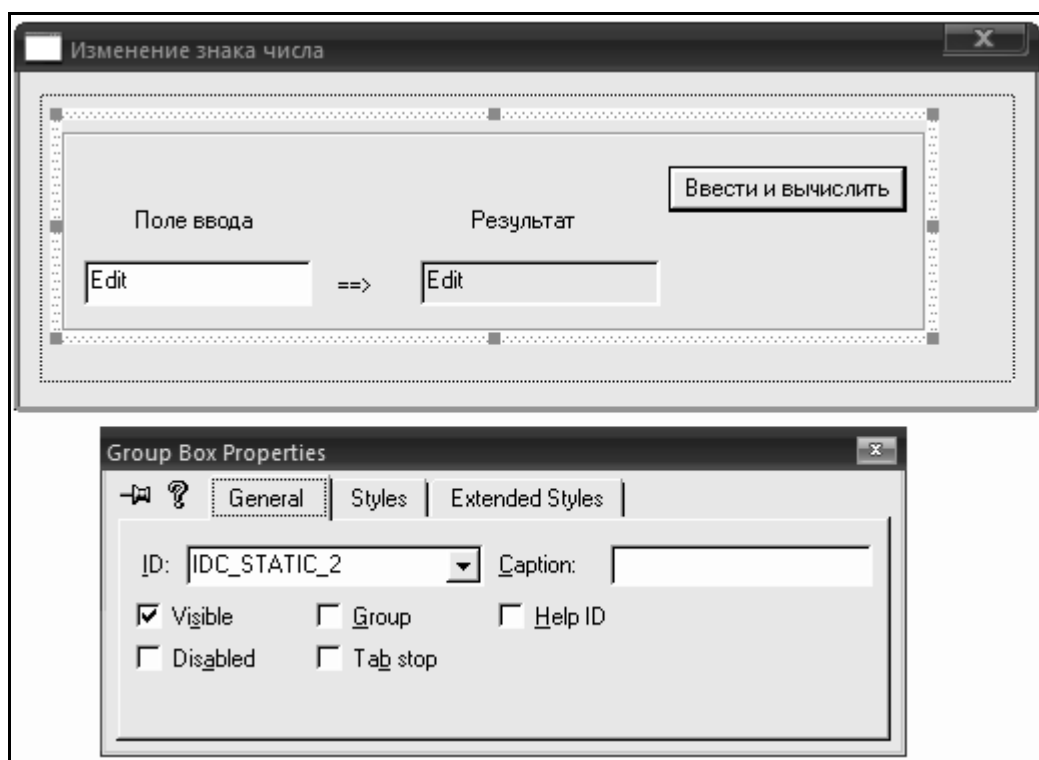 Изменение знака числа
Ввести и вычислить
Поле ввода Результат
Edit ==> Edit
Group Box Properties
General Styles Extended Styles
ID: IDC_STATIC_2 Caption:
Visible Group Help ID
Disabled Tab stop